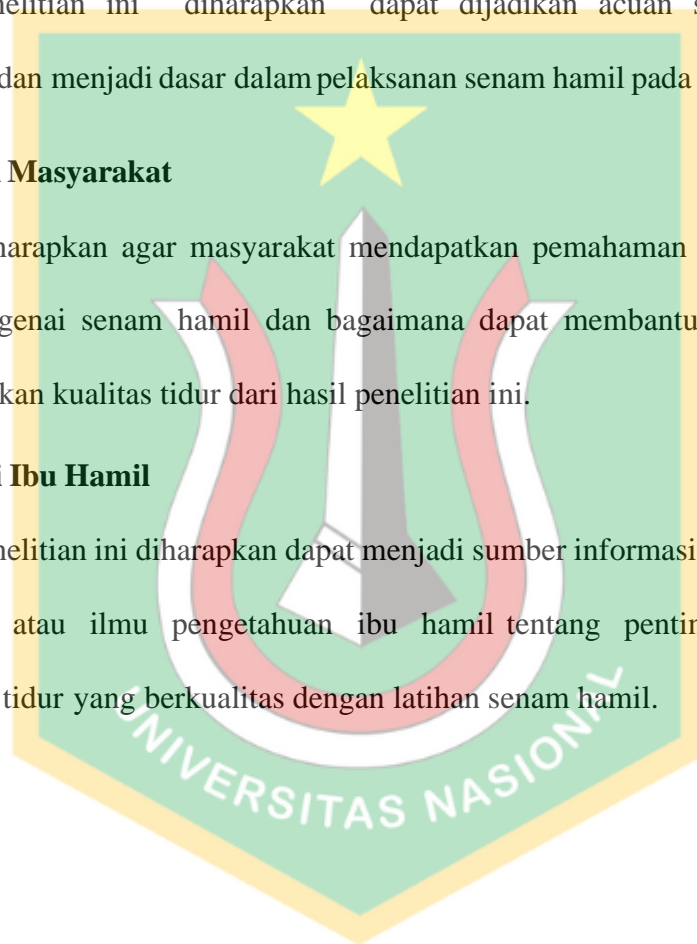 penelitian ini diharapkan dapat dijadikan acuan
dan menjadi dasar dalam pelaksanan senam hamil pada
Masyarakat
harapkan agar masyarakat mendapatkan pemahaman
genai senam hamil dan bagaimana dapat membantu
kan kualitas tidur dari hasil penelitian ini.
i Ibu Hamil
nelitian ini diharapkan dapat menjadi sumber informasi
atau ilmu pengetahuan ibu hamil tentang
tidur yang berkualitas dengan latihan senam hamil.
UNIVERSITAS NASIONAL